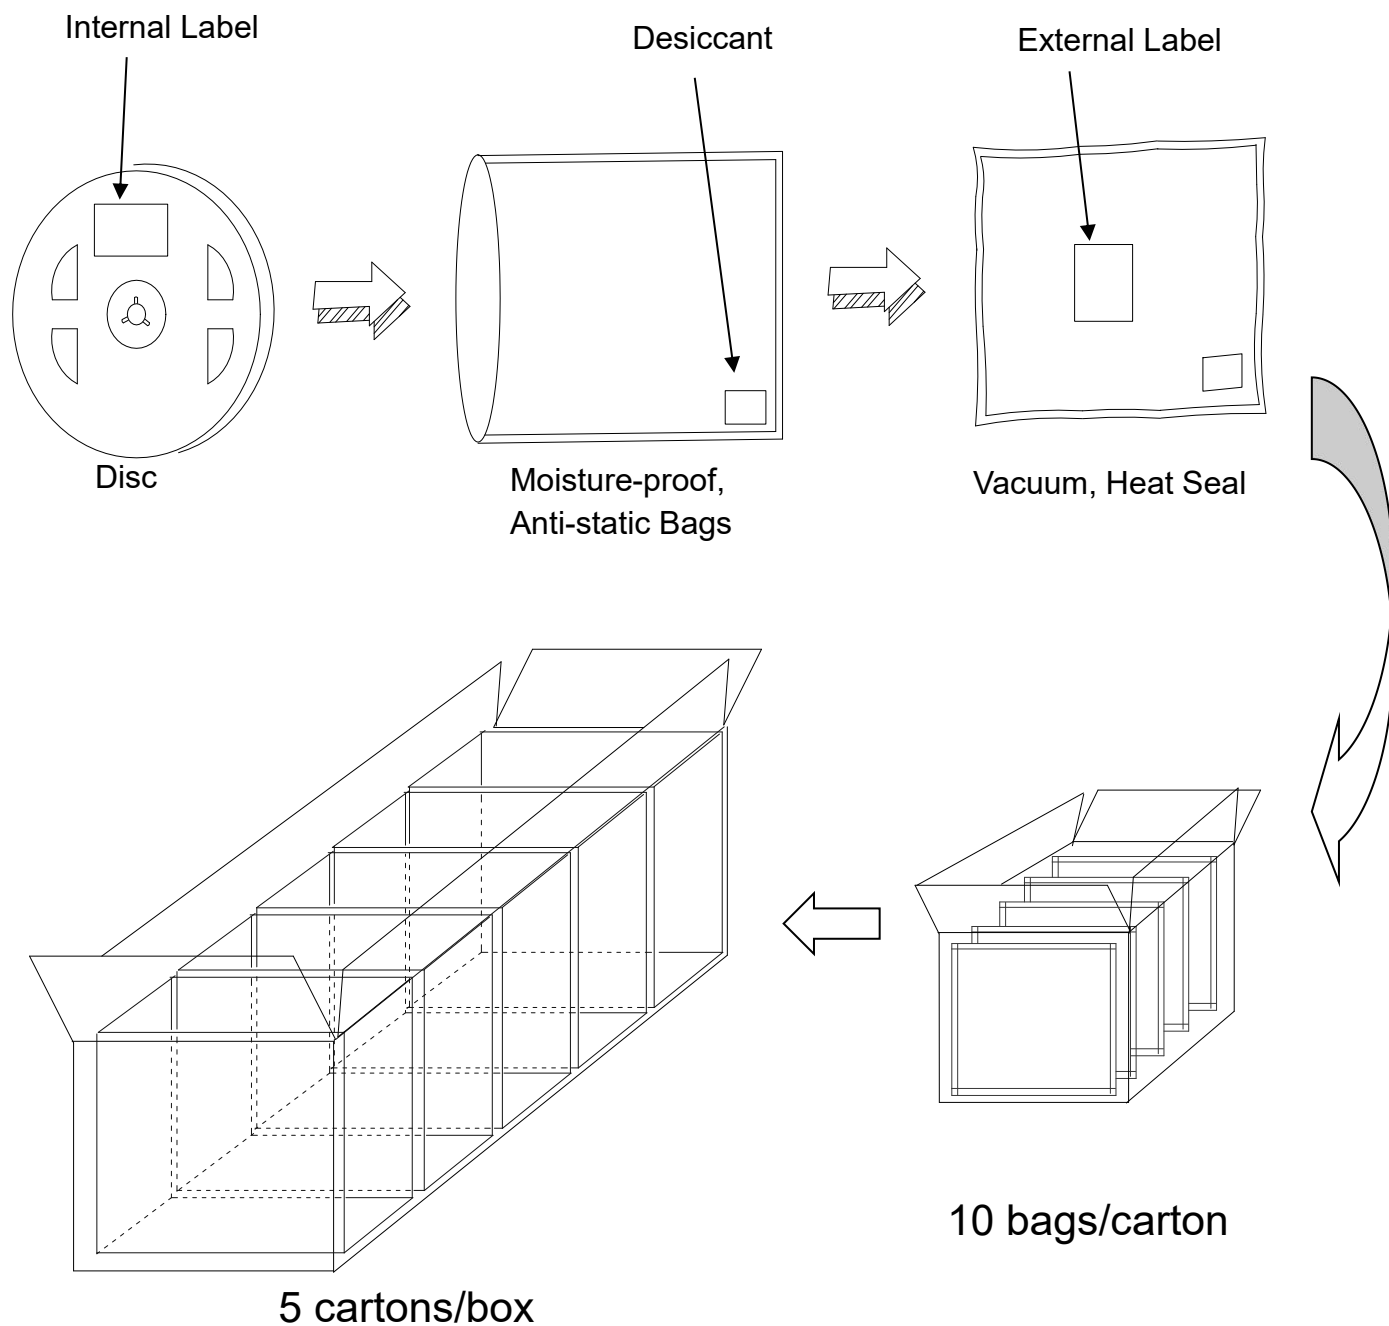 Internal Label
Desiccant
External Label
Disc
Moisture-proof,
Anti-static Bags
Vacuum, Heat Seal
10 bags/carton
5 cartons/box